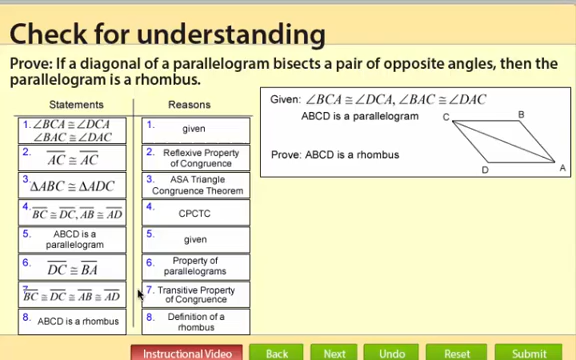 Check for understanding
Prove: If a diagonal of a parallelogram bisects a pair of opposite angles, then the
parallelogram is a rhombus.
Statements
Reasons
1. ∠BCA ≅ ∠DCA
∠BAC ≅ ∠DAC
1. given
2. AC ≅ AC
2. Reflexive Property
of Congruence
3. ΔABC ≅ ΔADC
3. ASA Triangle
Congruence Theorem
4. BC ≅ DC, AB ≅ AD
4. CPCTC
5. ABCD is a
parallelogram
5. given
6. DC ≅ BA
6. Property of
parallelograms
7. BC ≅ DC ≅ AB ≅ AD
7. Transitive Property
of Congruence
8. ABCD is a rhombus
8. Definition of a
rhombus
Given: ∠BCA ≅ ∠DCA, ∠BAC ≅ ∠DAC
ABCD is a parallelogram
Prove: ABCD is a rhombus
C
B
D
A
Instructional Video
Back
Next
Undo
Reset
Submit